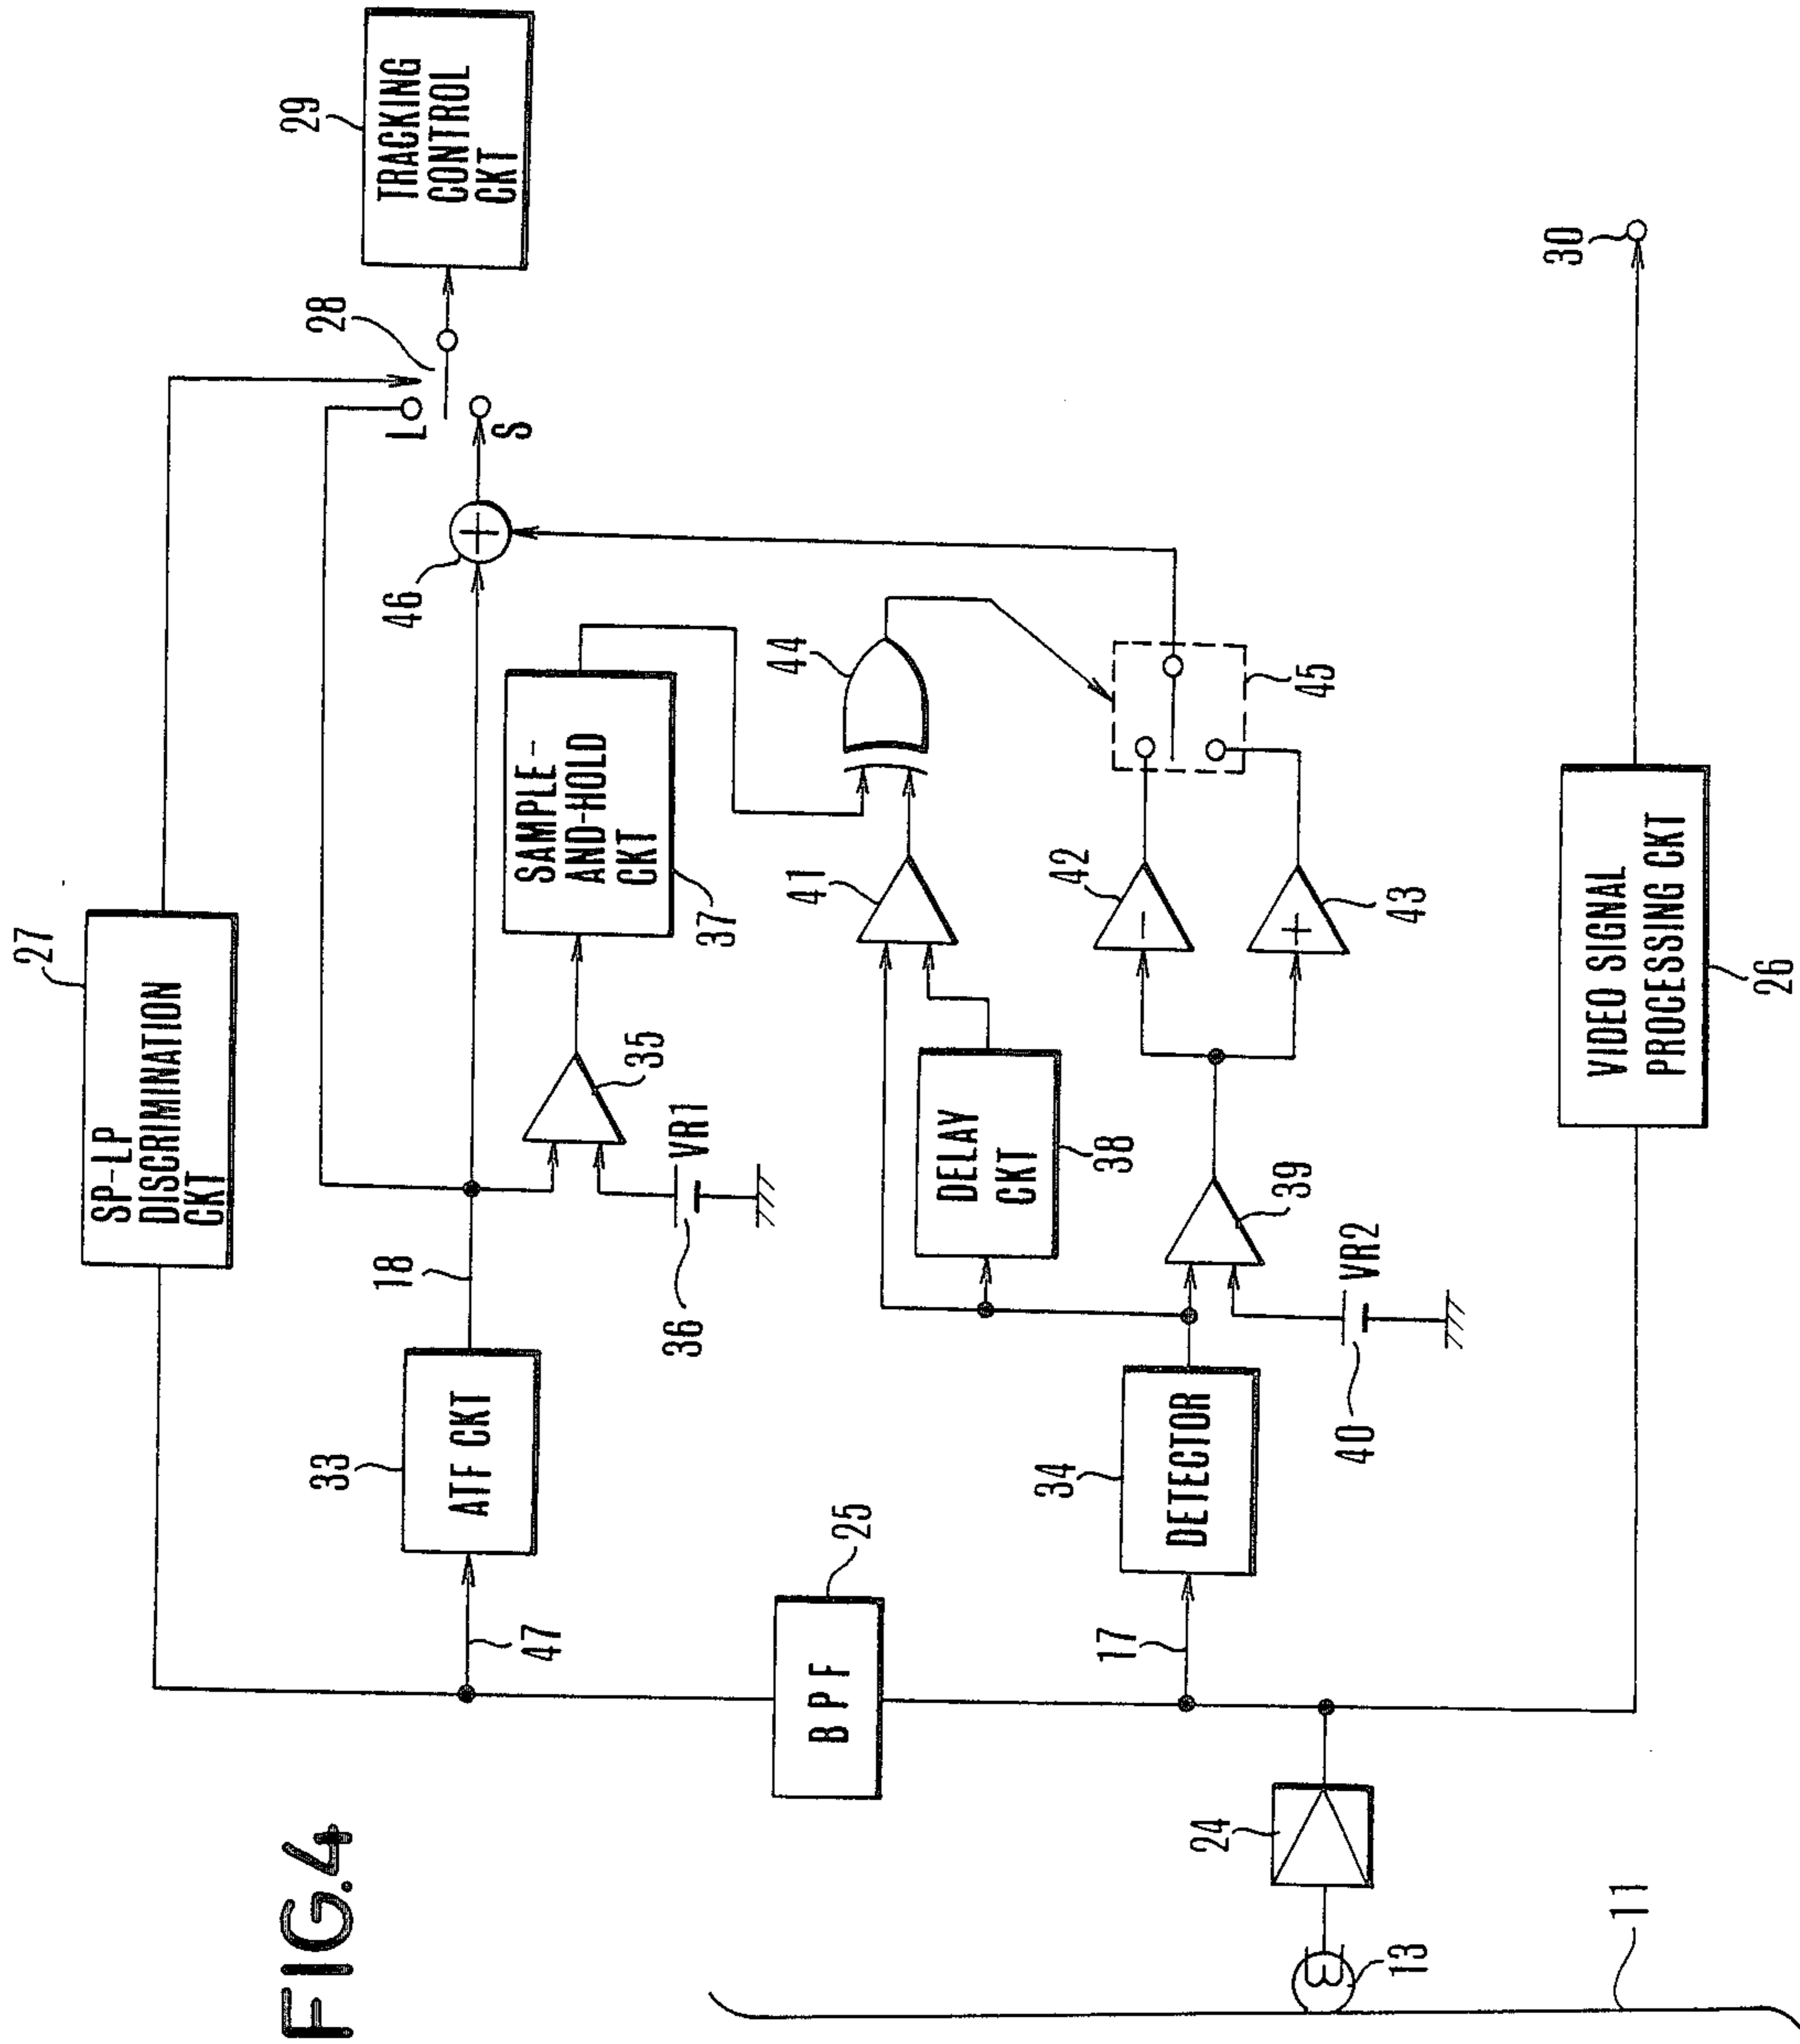 FIG.4
27
SP-LP
DISCRIMINATION
CKT
29
TRACKING
CONTROL
CKT
28
L
S
46
33
ATF CKT
18
47
35
VR1
36
SAMPLE-
AND-HOLD
CKT
37
44
41
45
25
BPF
DELAY
CKT
38
42
-
+
43
34
DETECTOR
17
39
VR2
40
30
24
13
11
VIDEO SIGNAL
PROCESSING CKT
26